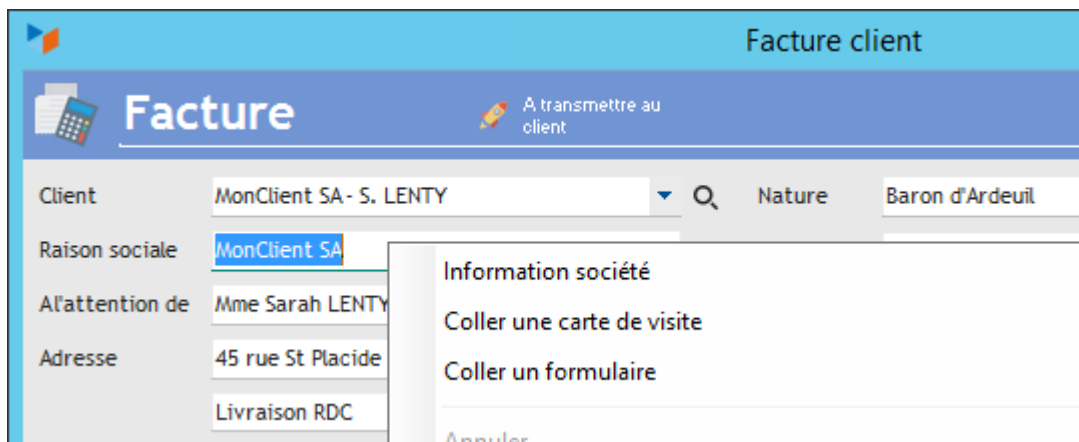 Facture client
Facture
A transmettre au
client
Client MonClient SA - S. LENTY Nature Baron d'Ardeuil
Raison sociale MonClient SA
Al'attention de Mme Sarah LENTY
Adresse 45 rue St Placide
Livraison RDC
Information société
Coller une carte de visite
Coller un formulaire
Annuler